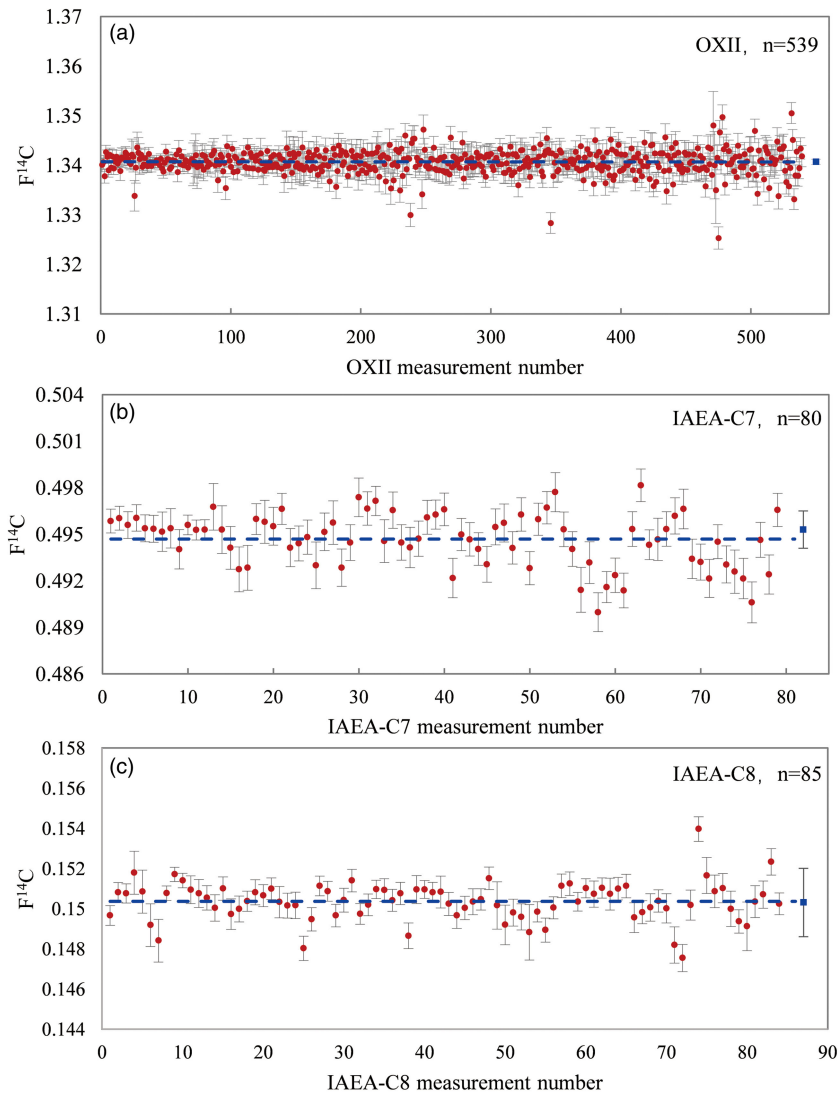 (a)
OXII, n=539
1.37
1.36
1.35
1.34
1.33
1.32
1.31
F¹⁴C
0 100 200 300 400 500
OXII measurement number
(b)
IAEA-C7, n=80
0.504
0.501
0.498
0.495
0.492
0.489
0.486
F¹⁴C
0 10 20 30 40 50 60 70 80
IAEA-C7 measurement number
(c)
IAEA-C8, n=85
0.158
0.156
0.154
0.152
0.15
0.148
0.146
0.144
F¹⁴C
0 10 20 30 40 50 60 70 80 90
IAEA-C8 measurement number